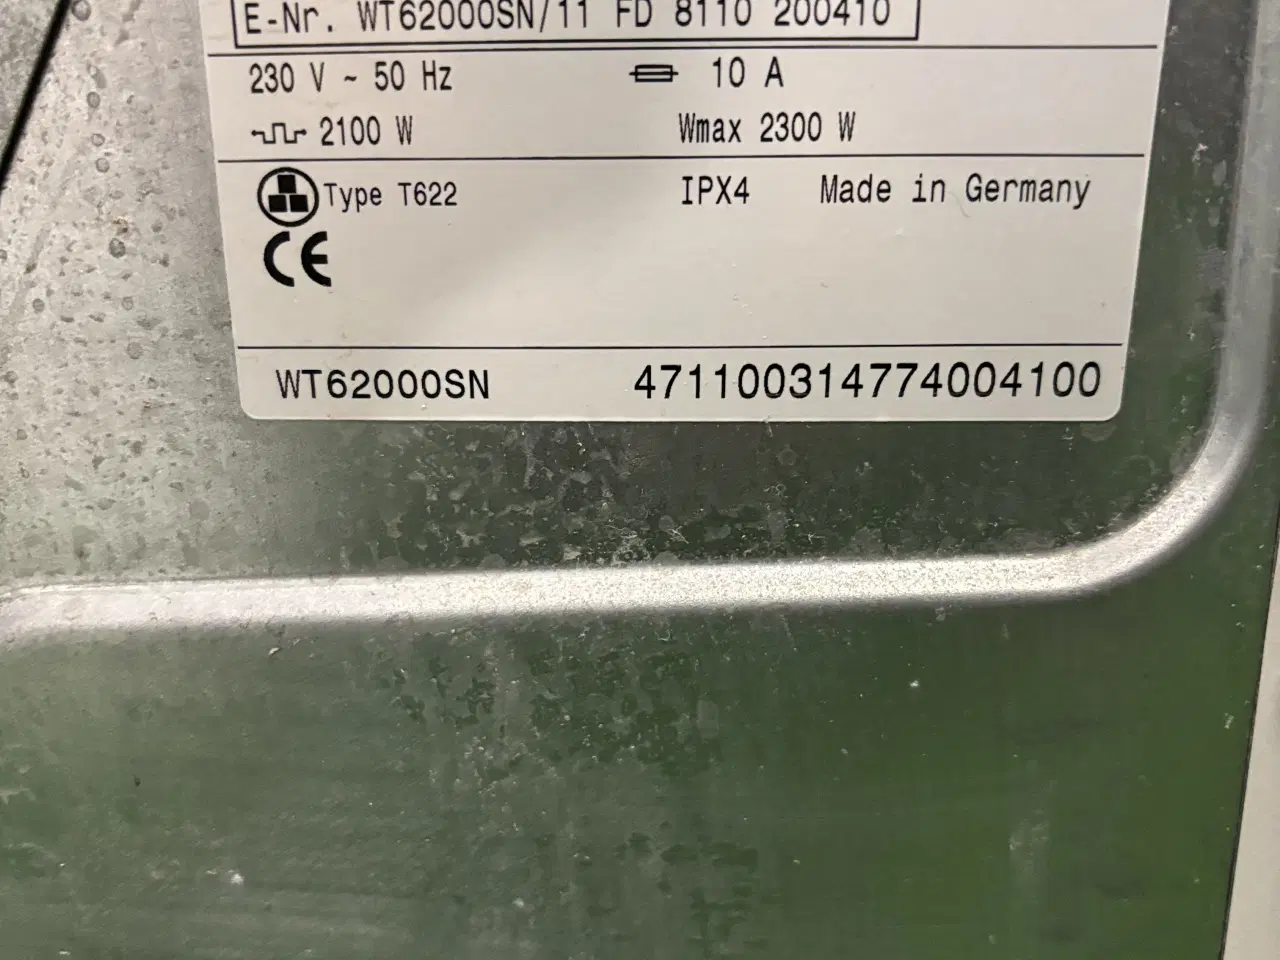 E-Nr. WT62000SN/11 FD 8110 200410
230 V ~ 50 Hz 10 A
2100 W Wmax 2300 W
Type T622 IPX4 Made in Germany
CE
WT62000SN 471100314774004100